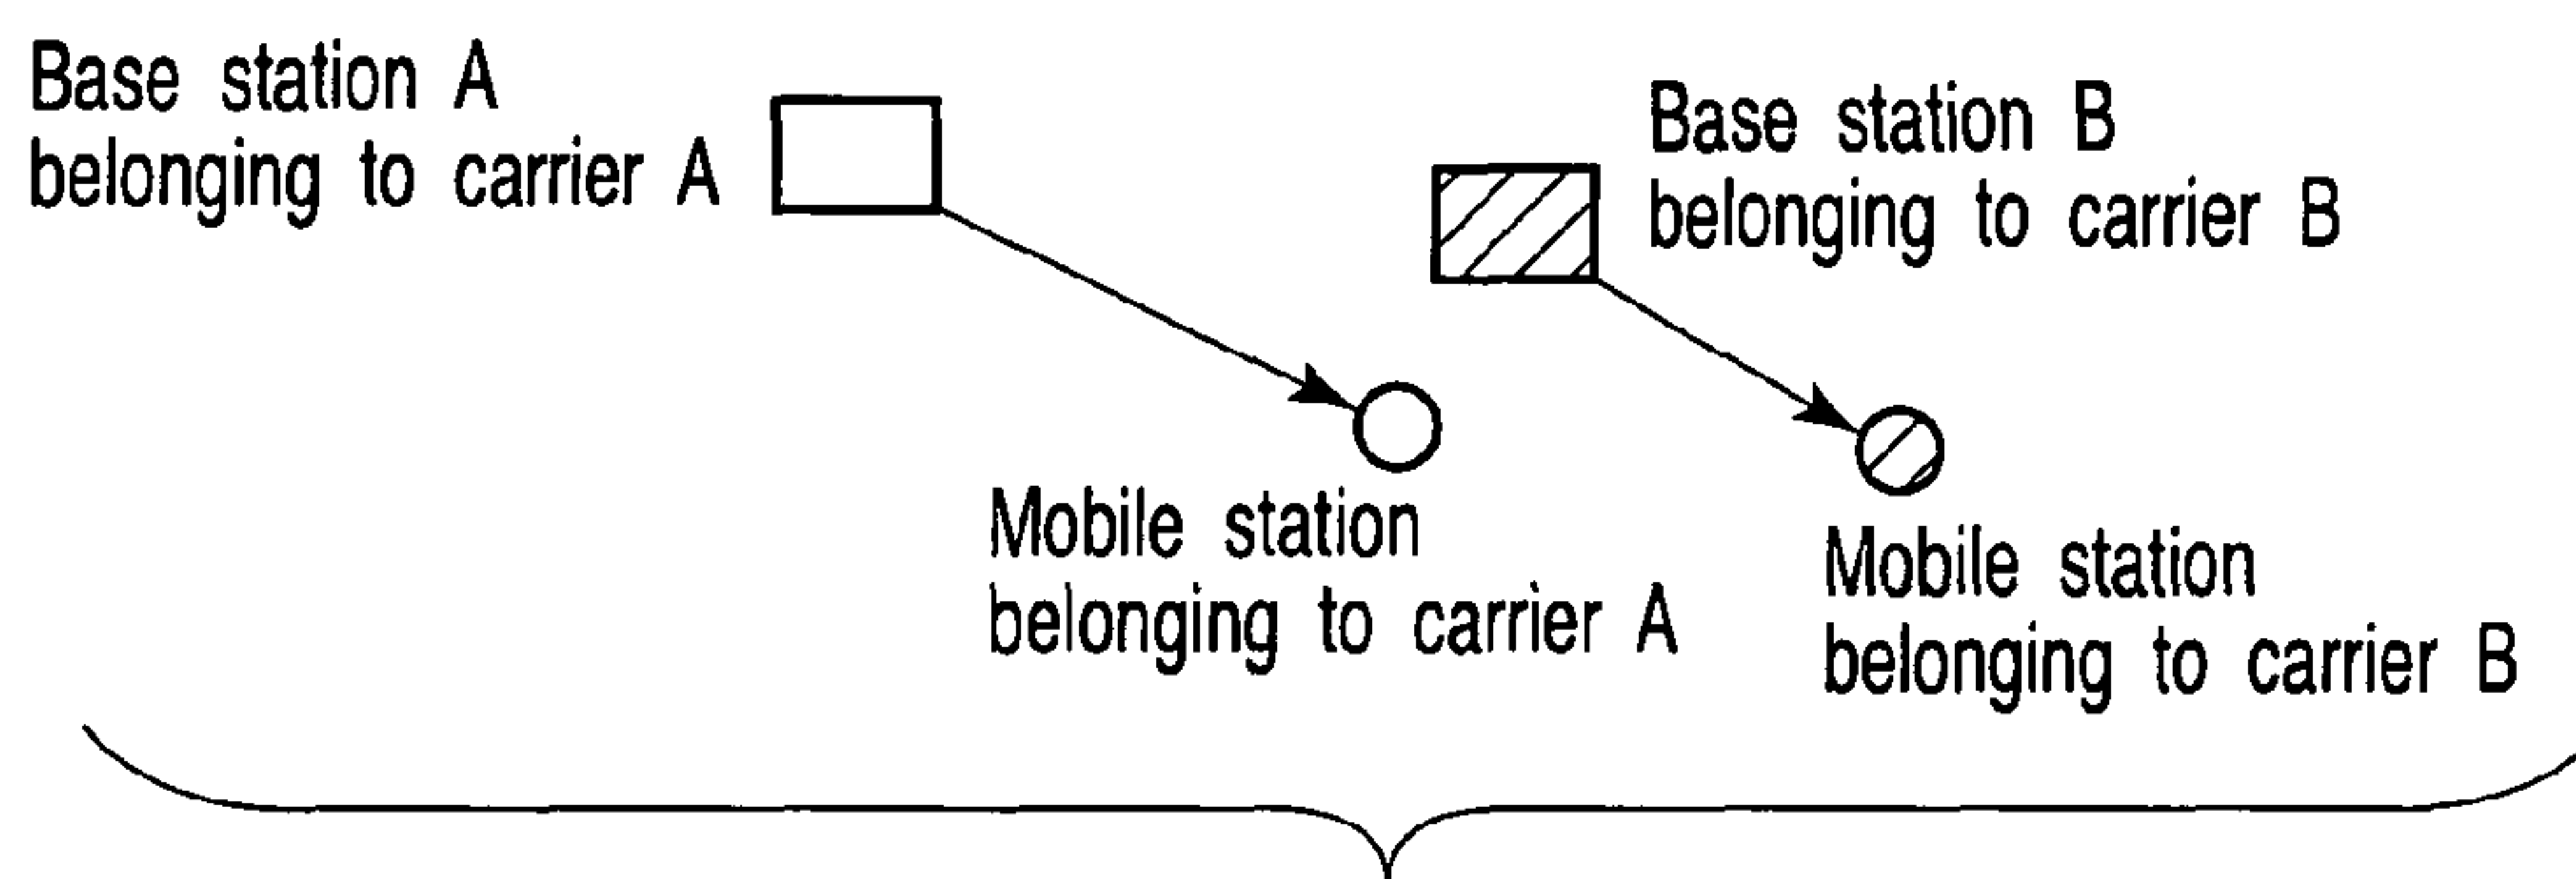 Base station A
belonging to carrier A
Base station B
belonging to carrier B
Mobile station
belonging to carrier A
Mobile station
belonging to carrier B